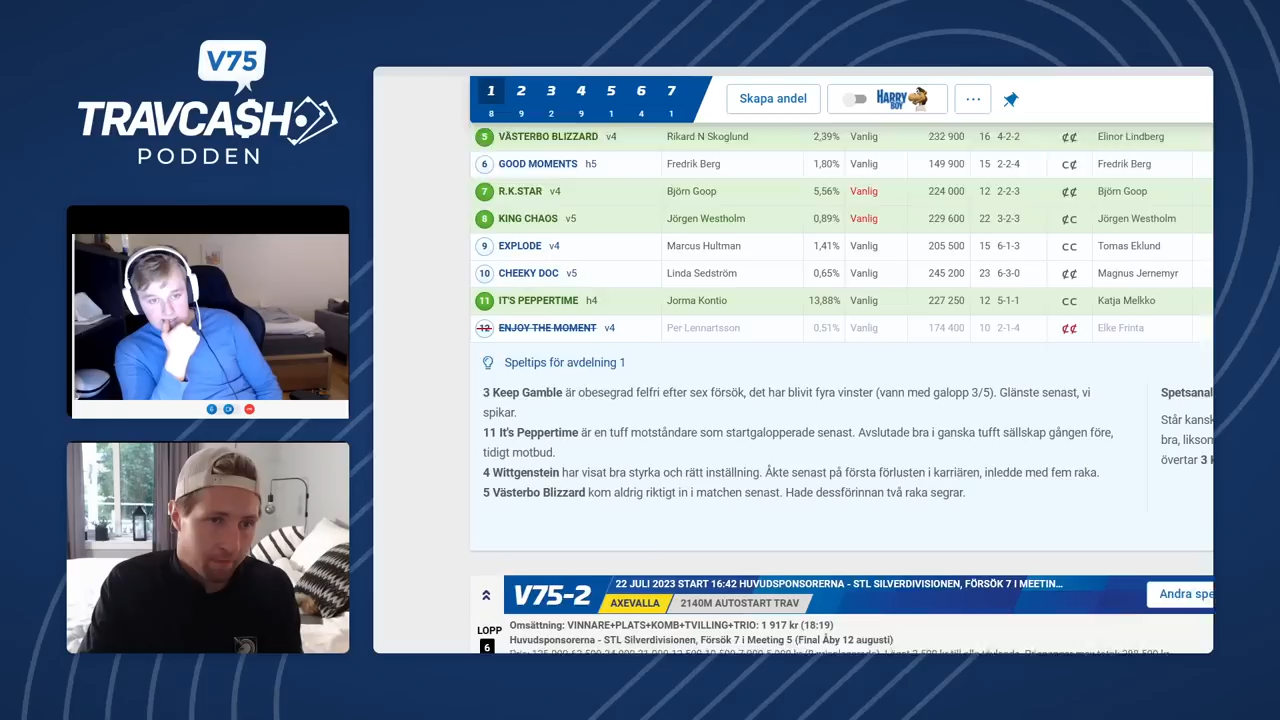 V75
TRAVCA$H
PODDEN
1 2 3 4 5 6 7
8 9 2 9 1 4 1
Skapa andel
HARRY BOY
...
5 VÄSTERBO BLIZZARD v4 Rikard N Skoglund 2,39% Vanlig 232 900 16 4-2-2 ȼȼ Elinor Lindberg
6 GOOD MOMENTS h5 Fredrik Berg 1,80% Vanlig 149 900 15 2-2-4 cȼ Fredrik Berg
7 R.K.STAR v4 Björn Goop 5,56% Vanlig 224 000 12 2-2-3 ȼȼ Björn Goop
8 KING CHAOS v5 Jörgen Westholm 0,89% Vanlig 229 600 22 3-2-3 ȼc Jörgen Westholm
9 EXPLODE v4 Marcus Hultman 1,41% Vanlig 205 500 15 6-1-3 cc Tomas Eklund
10 CHEEKY DOC v5 Linda Sedström 0,65% Vanlig 245 200 23 6-3-0 ȼȼ Magnus Jernemyr
11 IT'S PEPPERTIME h4 Jorma Kontio 13,88% Vanlig 227 250 12 5-1-1 cc Katja Melkko
12 ENJOY THE MOMENT v4 Per Lennartsson 0,51% Vanlig 174 400 10 2-1-4 ȼȼ Elke Frinta
Speltips för avdelning 1
3 Keep Gamble är obesegrad felfri efter sex försök, det har blivit fyra vinster (vann med galopp 3/5). Glänste senast, vi
spikar.
11 It's Peppertime är en tuff motståndare som startgalopperade senast. Avslutade bra i ganska tufft sällskap gången före,
tidigt motbud.
4 Wittgenstein har visat bra styrka och rätt inställning. Åkte senast på första förlusten i karriären, inledde med fem raka.
5 Västerbo Blizzard kom aldrig riktigt in i matchen senast. Hade dessförinnan två raka segrar.
Spetsanal
Står kansk
bra, liksom
övertar 3
V75-2
22 JULI 2023 START 16:42 HUVUDSPONSORERNA - STL SILVERDIVISIONEN, FÖRSÖK 7 I MEETIN...
AXEVALLA 2140M AUTOSTART TRAV
Andra spe
LOPP
6
Omsättning: VINNARE+PLATS+KOMB+TVILLING+TRIO: 1 917 kr (18:19)
Huvudsponsorerna - STL Silverdivisionen, Försök 7 i Meeting 5 (Final Åby 12 augusti)